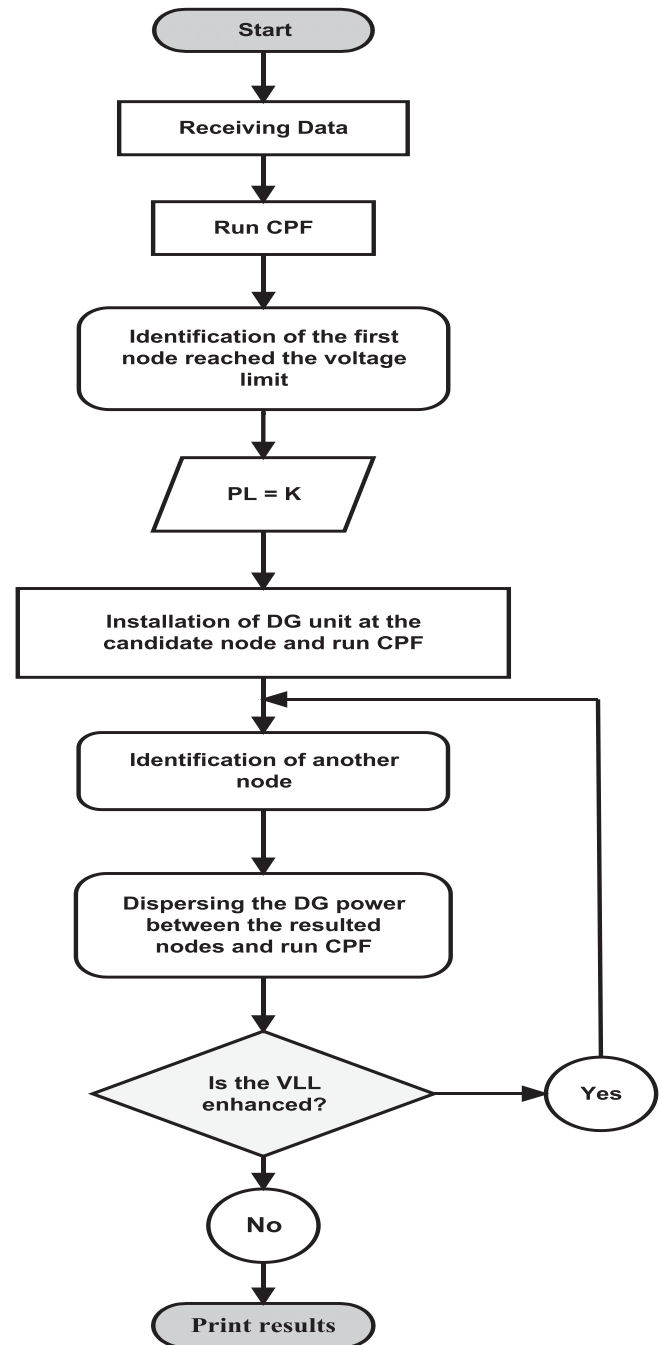 Start
Receiving Data
Run CPF
Identification of the first
node reached the voltage
limit
PL = K
Installation of DG unit at the
candidate node and run CPF
Identification of another
node
Dispersing the DG power
between the resulted
nodes and run CPF
Is the VLL
enhanced?
Yes
No
Print results